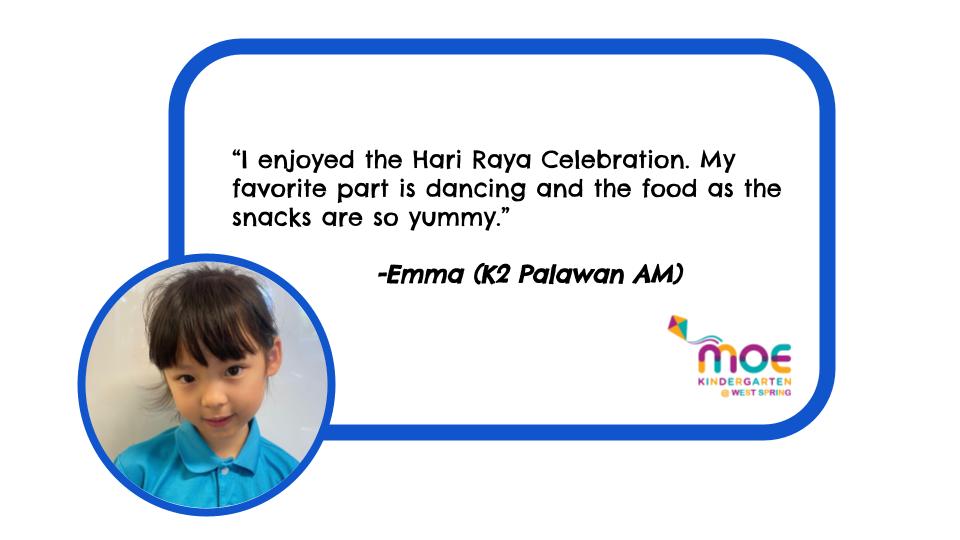 “I enjoyed the Hari Raya Celebration. My
favorite part is dancing and the food as the
snacks are so yummy.”
-Emma (K2 Palawan AM)
moe
KINDERGARTEN
@ WEST SPRING